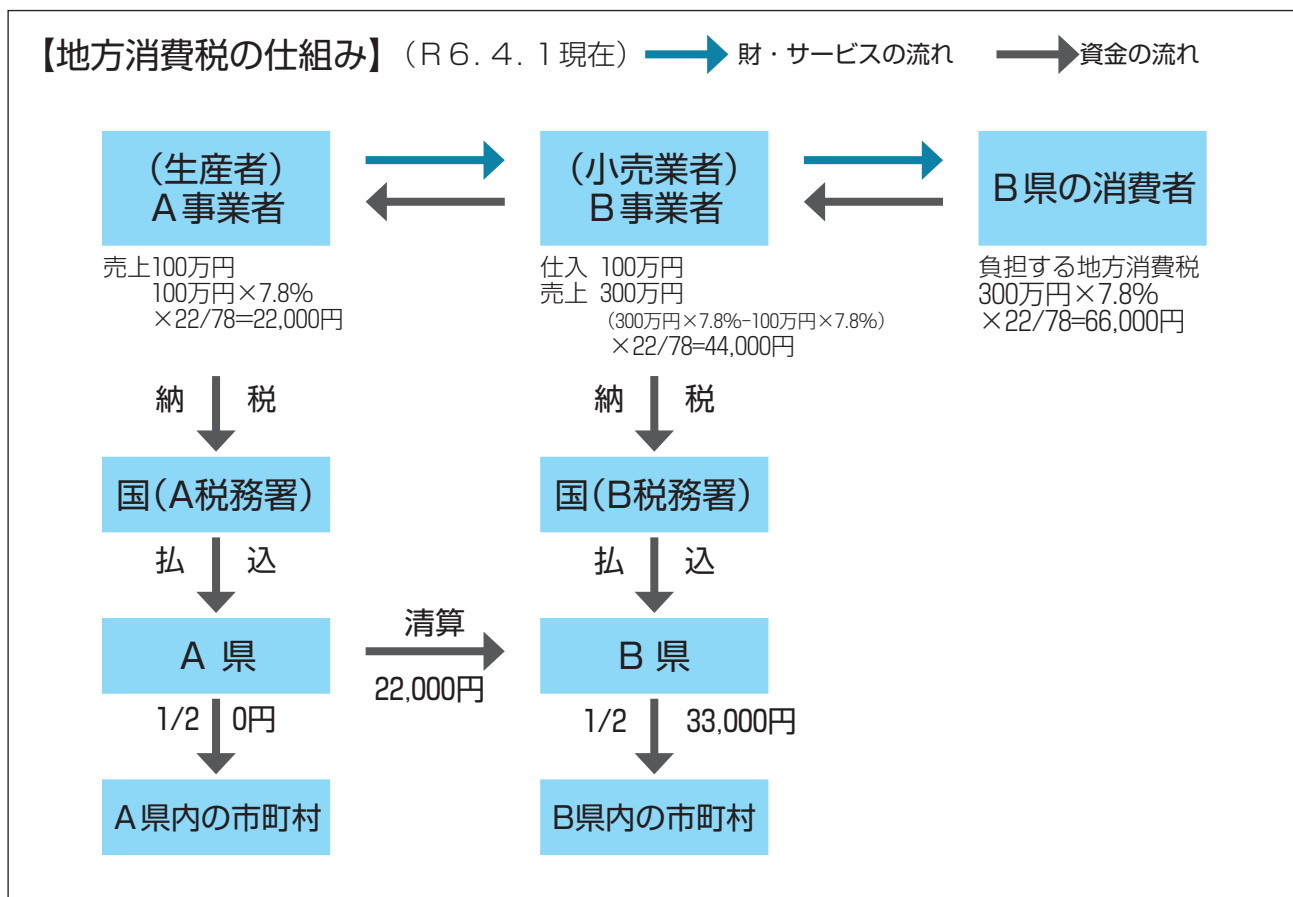 【地方消費税の仕組み】（Ｒ６．４．１現在） 財・サービスの流れ 資金の流れ
（生産者）
Ａ事業者
（小売業者）
Ｂ事業者
Ｂ県の消費者
売上100万円
100万円×7.8%
×22/78=22,000円
仕入 100万円
売上 300万円
（300万円×7.8%−100万円×7.8%）
×22/78=44,000円
負担する地方消費税
300万円×7.8%
×22/78=66,000円
納 税
納 税
国（Ａ税務署）
国（Ｂ税務署）
払 込
払 込
Ａ 県
清算
22,000円
Ｂ 県
1/2 0円
1/2 33,000円
Ａ県内の市町村
Ｂ県内の市町村